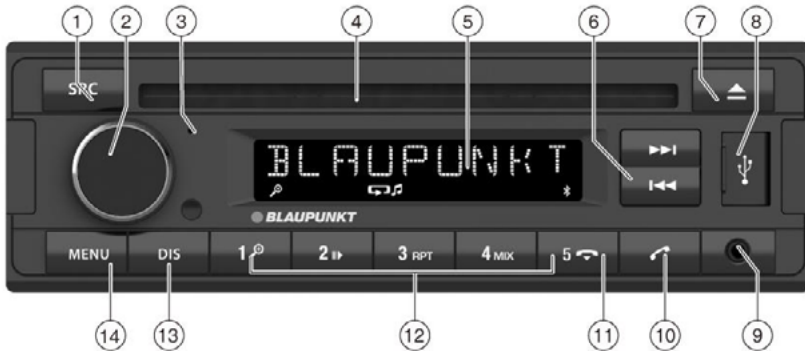 1 2 3 4 5 6 7 8
SRC
BLAUPUNKT
BLAUPUNKT
MENU DIS 1 2 3 RPT 4 MIX 5
14 13 12 11 10 9